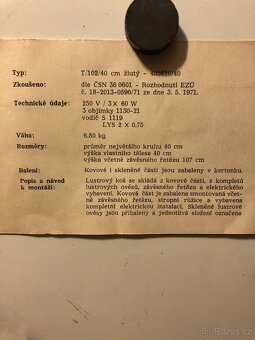 Typ: T/102/40 cm žlutý - 455810/40
Zkoušeno: dle ČSN 36 0601 - Rozhodnutí EZÚ
č. 18-2013-0590/71 ze dne 3. 5. 1971.
Technické údaje: 250 V / 3 X 60 W
3 objímky 1130-21
vodič S 1119
LYS 2 X 0.75
Váha: 6,60 kg
Rozměry: průměr největšího kruhu 40 cm
výška vlastního tělesa 40 cm
výška včetně závěsného řetězu 107 cm
Balení: Kovové i skleněné části jsou zabaleny v kartonku.
Popis a návod
k montáži: Lustrový koš se skládá z kovové části, z kompletů
lustrových ověsů, závěsného řetězu a elektrického
vybavení. Kovová část je zabalena smontovaná včet-
ně závěsného řetězu, stropní růžice a vybavena
kompletní elektrickou instalací. Skleněné lustrové
ověsy jsou přibaleny a jednotlivá složení označena
Bazoš.cz